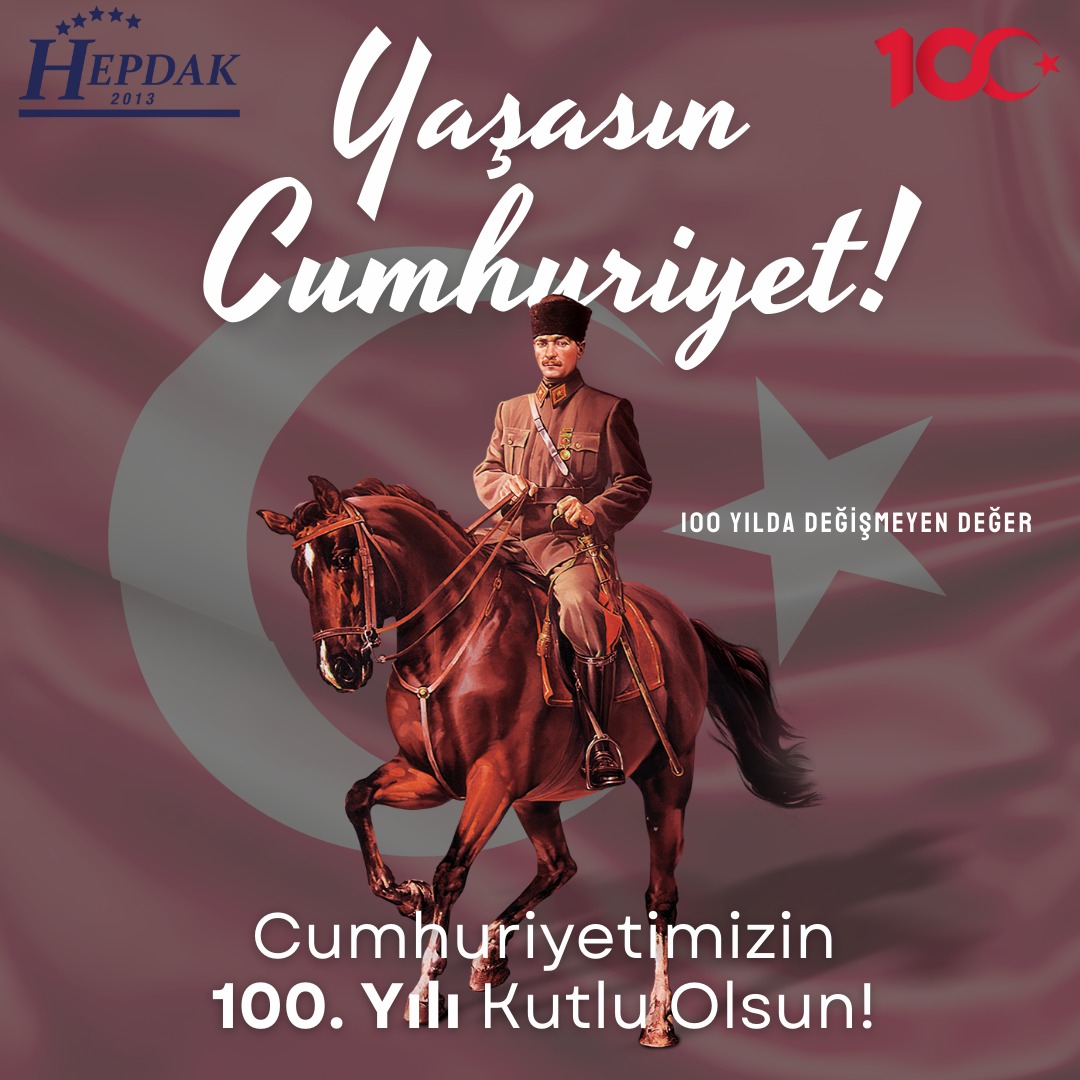 HEPDAK
2013
100
Yaşasın
Cumhuriyet!
100 YILDA DEĞİŞMEYEN DEĞER
Cumhuriyetimizin
100. Yılı Kutlu Olsun!